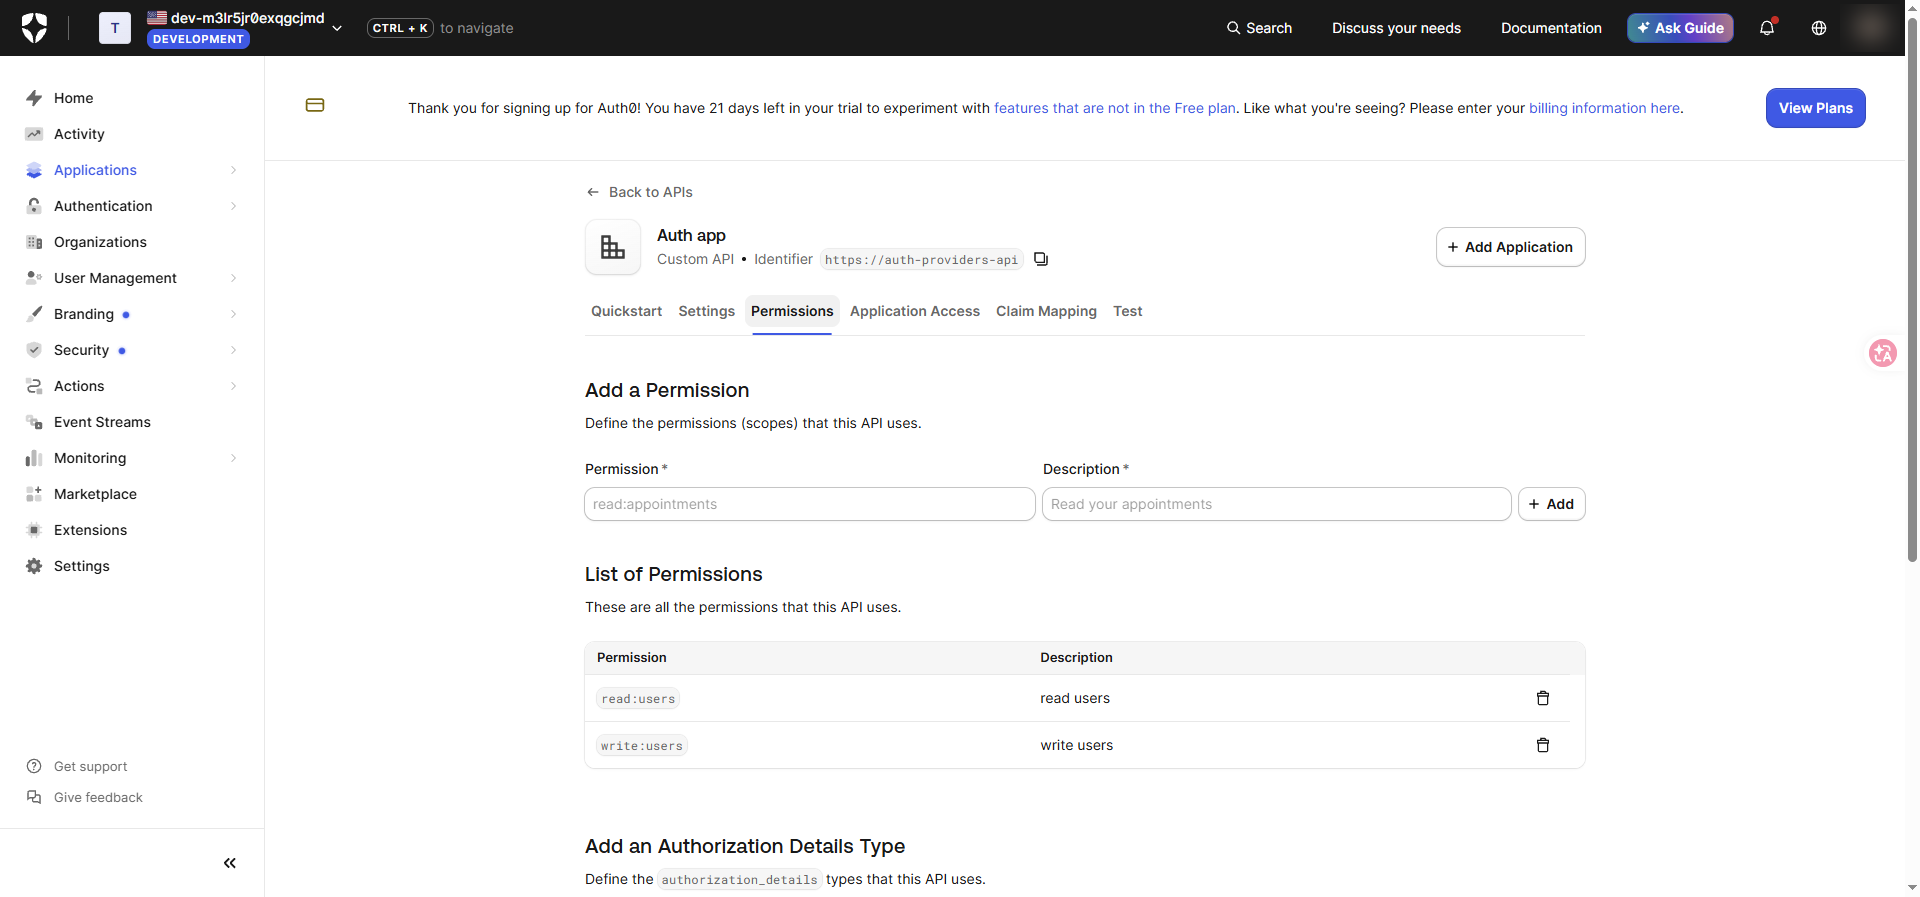 T
dev-m3lr5jr0exqgcjmd
DEVELOPMENT
CTRL + K to navigate
Search
Discuss your needs
Documentation
Ask Guide
Home
Activity
Applications
Authentication
Organizations
User Management
Branding
Security
Actions
Event Streams
Monitoring
Marketplace
Extensions
Settings
Get support
Give feedback
Thank you for signing up for Auth0! You have 21 days left in your trial to experiment with features that are not in the Free plan. Like what you're seeing? Please enter your billing information here.
View Plans
Back to APIs
Auth app
Custom API • Identifier https://auth-providers-api
+ Add Application
Quickstart Settings Permissions Application Access Claim Mapping Test
Add a Permission
Define the permissions (scopes) that this API uses.
Permission * Description *
read:appointments Read your appointments + Add
List of Permissions
These are all the permissions that this API uses.
Permission Description
read:users read users
write:users write users
Add an Authorization Details Type
Define the authorization_details types that this API uses.